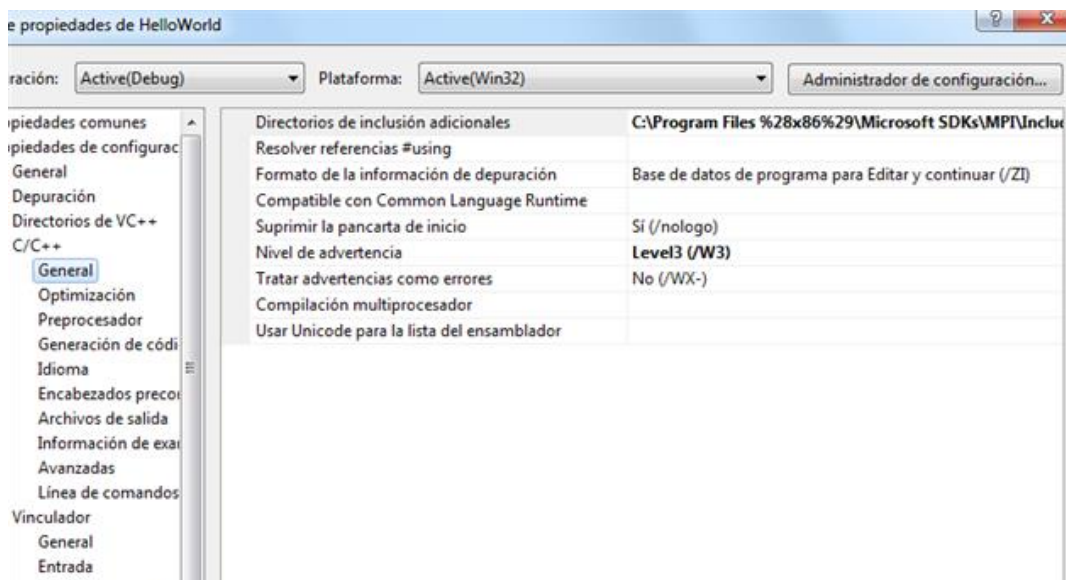 e propiedades de HelloWorld
ración: Active(Debug) Plataforma: Active(Win32) Administrador de configuración...
opiedades comunes
opiedades de configurac
General
Depuración
Directorios de VC++
C/C++
General
Optimización
Preprocesador
Generación de códi
Idioma
Encabezados preco
Archivos de salida
Información de exa
Avanzadas
Línea de comandos
Vinculador
General
Entrada
Directorios de inclusión adicionales C:\Program Files %28x86%29\Microsoft SDKs\MPI\Includ
Resolver referencias #using
Formato de la información de depuración Base de datos de programa para Editar y continuar (/ZI)
Compatible con Common Language Runtime
Suprimir la pancarta de inicio Sí (/nologo)
Nivel de advertencia Level3 (/W3)
Tratar advertencias como errores No (/WX-)
Compilación multiprocesador
Usar Unicode para la lista del ensamblador